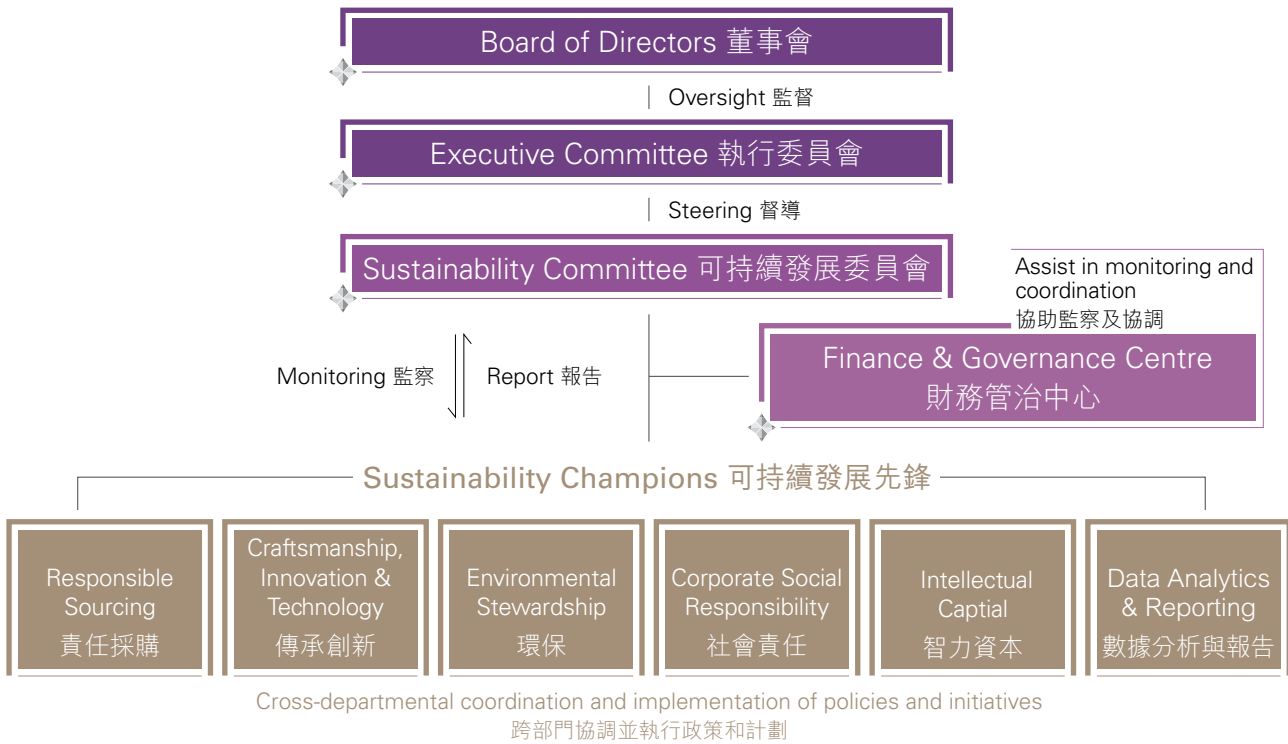 Board of Directors 董事會
Oversight 監督
Executive Committee 執行委員會
Steering 督導
Sustainability Committee 可持續發展委員會
Assist in monitoring and
coordination
協助監察及協調
Finance & Governance Centre
財務管治中心
Monitoring 監察
Report 報告
Sustainability Champions 可持續發展先鋒
Responsible
Sourcing
責任採購
Craftsmanship,
Innovation &
Technology
傳承創新
Environmental
Stewardship
環保
Corporate Social
Responsibility
社會責任
Intellectual
Captial
智力資本
Data Analytics
& Reporting
數據分析與報告
Cross-departmental coordination and implementation of policies and initiatives
跨部門協調並執行政策和計劃